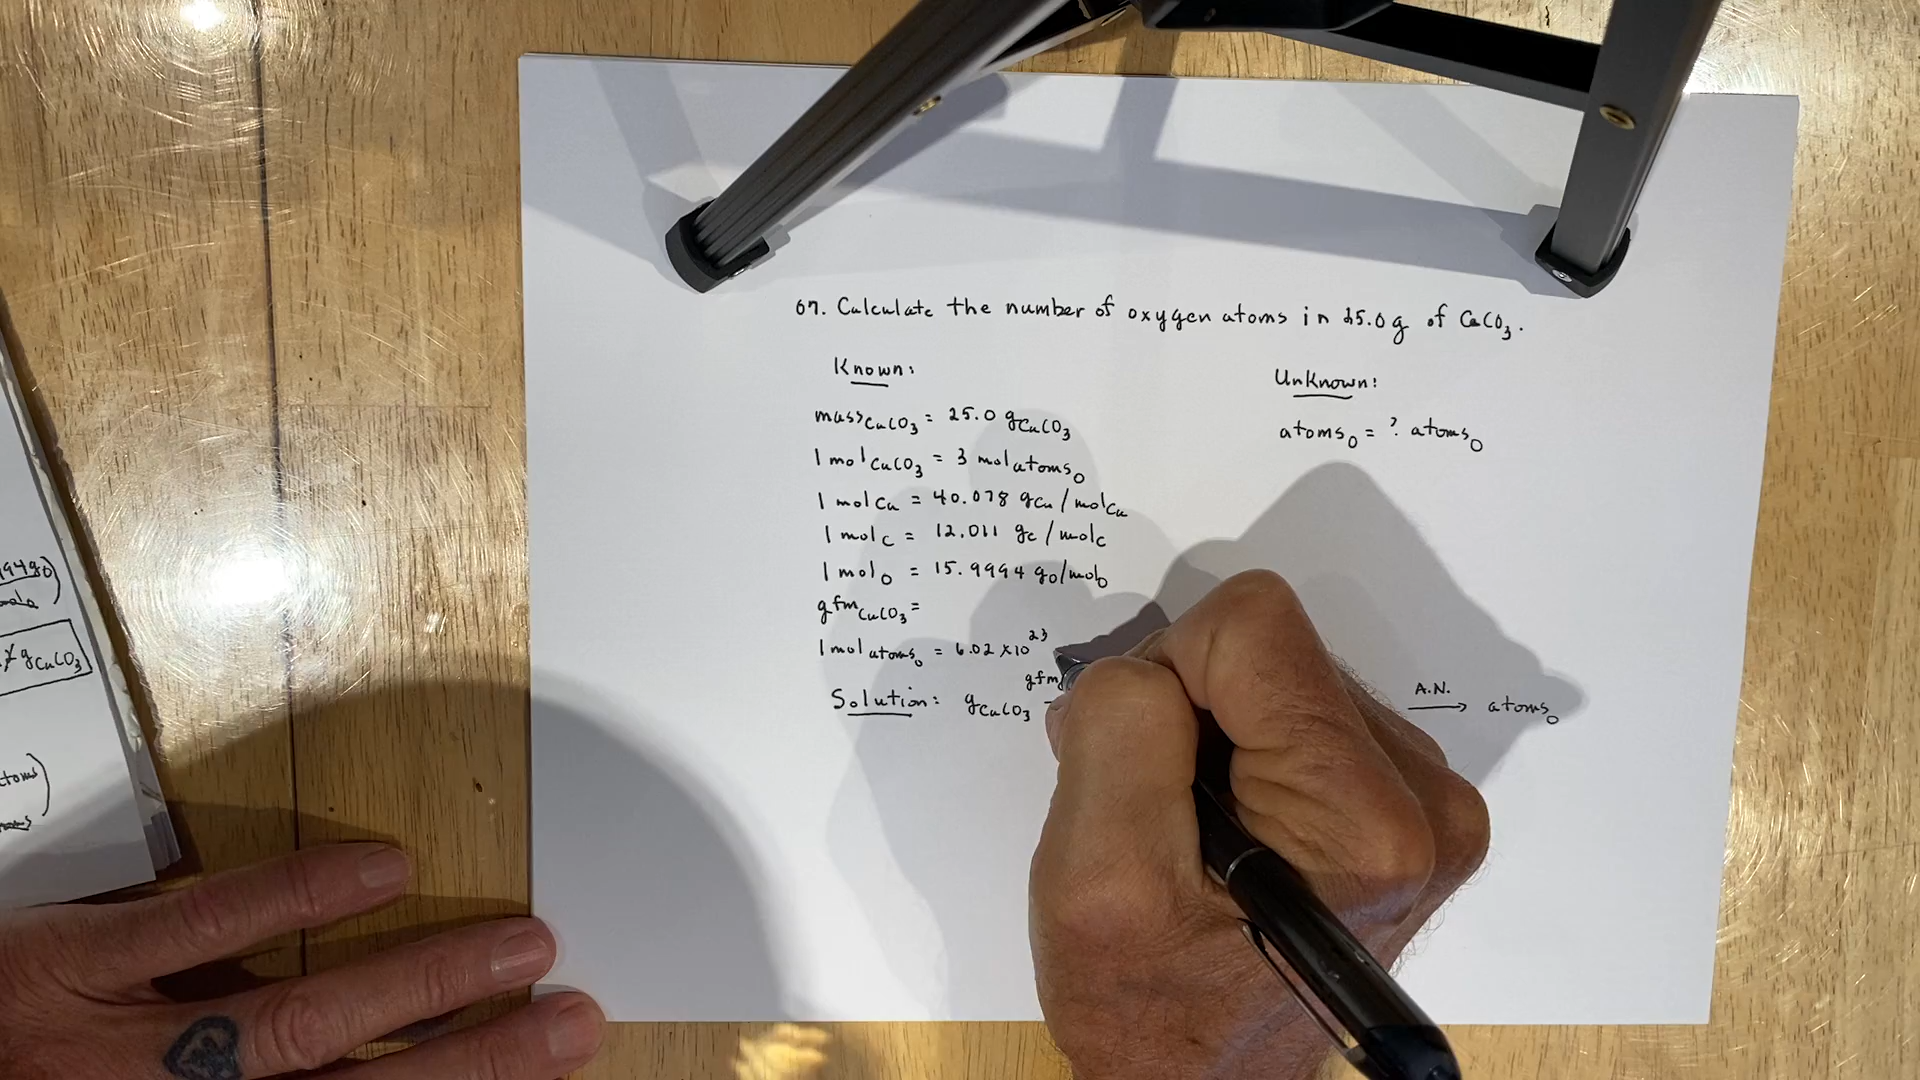 67. Calculate the number of oxygen atoms in 25.0 g of CaCO3.
Known:
Unknown:
massCaCO3 = 25.0 gCaCO3
atomsO = ? atomsO
1 molCaCO3 = 3 mol atomsO
1 molCa = 40.078 gCa/molCa
1 molC = 12.011 gC/molC
1 molO = 15.9994 gO/molO
gfmCaCO3 =
1 mol atomsO = 6.02 x 10^23
Solution: gCaCO3 gfm
A.N. → atomsO
gCaCO3